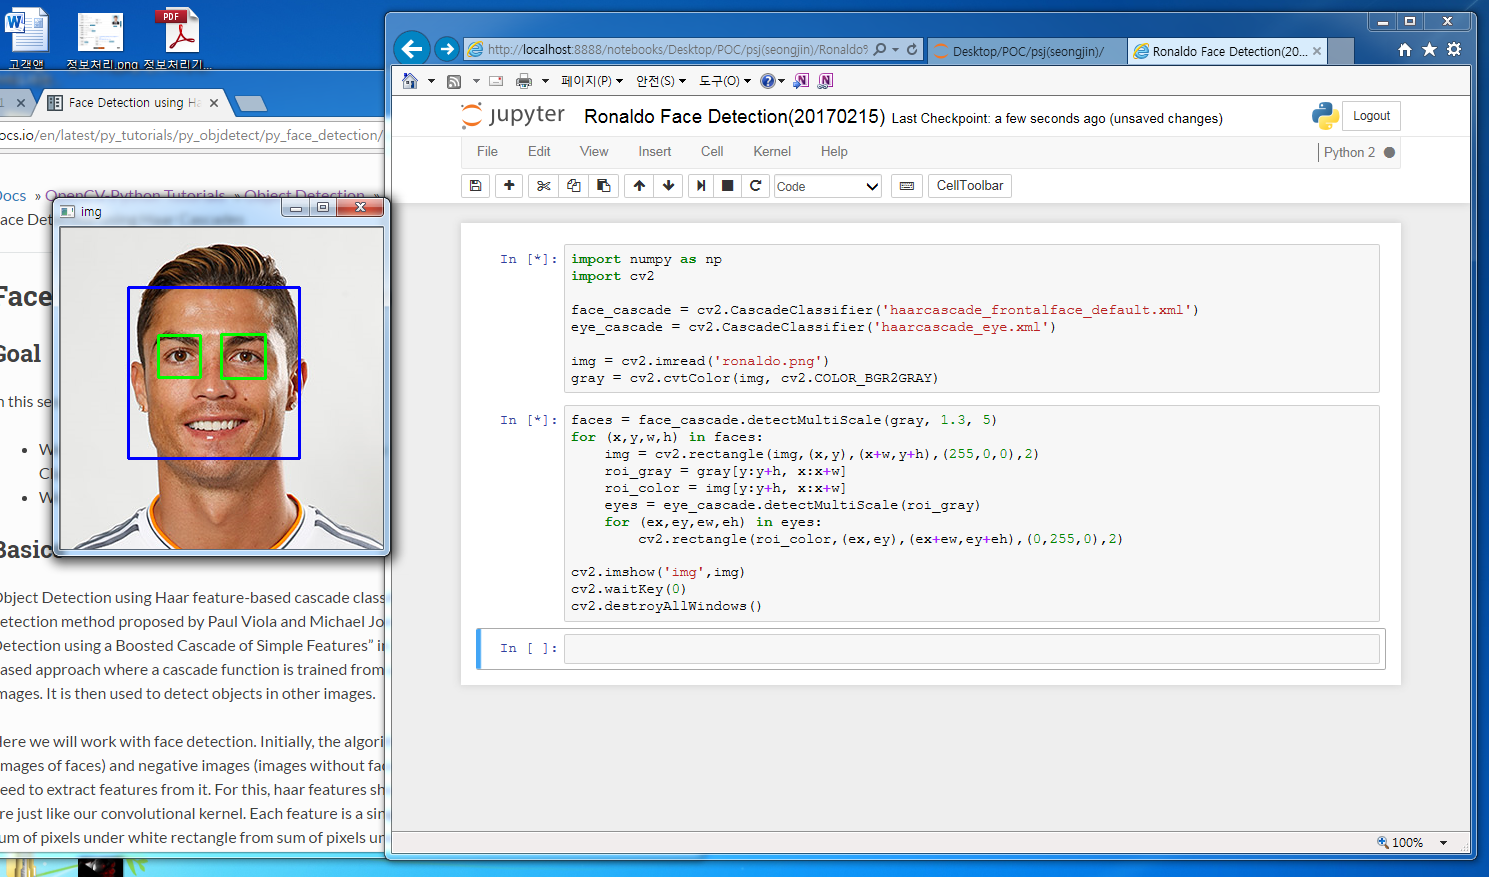 고객앱
정보처리.png
정보처리기...
PDF
1
Face Detection using Ha
ocs.io/en/latest/py_tutorials/py_objdetect/py_face_detection/
Docs » OpenCV-Python Tutorials » Object Detection »
ace Det
using Haar Cascades
img
Face
Goal
n this se
W
Cl
W
Basic
Object Detection using Haar feature-based cascade class
etection method proposed by Paul Viola and Michael Jo
Detection using a Boosted Cascade of Simple Features” in
ased approach where a cascade function is trained from
mages. It is then used to detect objects in other images.
Here we will work with face detection. Initially, the algori
mages of faces) and negative images (images without fac
eed to extract features from it. For this, haar features sh
re just like our convolutional kernel. Each feature is a sin
um of pixels under white rectangle from sum of pixels un
http://localhost:8888/notebooks/Desktop/POC/psj(seongjin)/Ronaldo%
Desktop/POC/psj(seongjin)/
Ronaldo Face Detection(20...
페이지(P) 안전(S) 도구(O)
jupyter Ronaldo Face Detection(20170215) Last Checkpoint: a few seconds ago (unsaved changes)
Logout
File Edit View Insert Cell Kernel Help
Python 2
Code
CellToolbar
In [*]:
import numpy as np
import cv2
face_cascade = cv2.CascadeClassifier('haarcascade_frontalface_default.xml')
eye_cascade = cv2.CascadeClassifier('haarcascade_eye.xml')
img = cv2.imread('ronaldo.png')
gray = cv2.cvtColor(img, cv2.COLOR_BGR2GRAY)
In [*]:
faces = face_cascade.detectMultiScale(gray, 1.3, 5)
for (x,y,w,h) in faces:
    img = cv2.rectangle(img,(x,y),(x+w,y+h),(255,0,0),2)
    roi_gray = gray[y:y+h, x:x+w]
    roi_color = img[y:y+h, x:x+w]
    eyes = eye_cascade.detectMultiScale(roi_gray)
    for (ex,ey,ew,eh) in eyes:
        cv2.rectangle(roi_color,(ex,ey),(ex+ew,ey+eh),(0,255,0),2)
cv2.imshow('img',img)
cv2.waitKey(0)
cv2.destroyAllWindows()
In [ ]:
100%